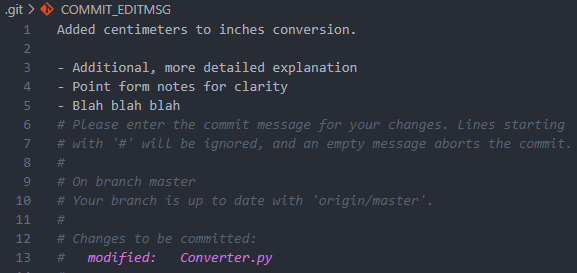 .git > COMMIT_EDITMSG
1 Added centimeters to inches conversion.
2
3 - Additional, more detailed explanation
4 - Point form notes for clarity
5 - Blah blah blah
6 # Please enter the commit message for your changes. Lines starting
7 # with '#' will be ignored, and an empty message aborts the commit.
8 #
9 # On branch master
10 # Your branch is up to date with 'origin/master'.
11 #
12 # Changes to be committed:
13 # modified: Converter.py